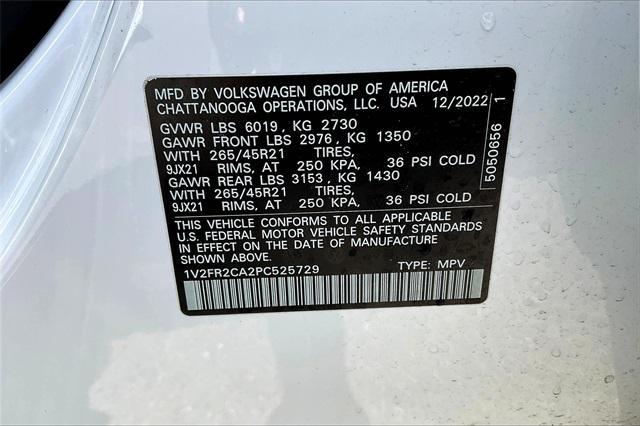 MFD BY VOLKSWAGEN GROUP OF AMERICA
CHATTANOOGA OPERATIONS, LLC. USA 12/2022
GVWR LBS 6019, KG 2730
GAWR FRONT LBS 2976, KG 1350
WITH 265/45R21 TIRES,
9JX21 RIMS, AT 250 KPA, 36 PSI COLD
GAWR REAR LBS 3153, KG 1430
WITH 265/45R21 TIRES,
9JX21 RIMS, AT 250 KPA, 36 PSI COLD
THIS VEHICLE CONFORMS TO ALL APPLICABLE
U.S. FEDERAL MOTOR VEHICLE SAFETY STANDARDS
IN EFFECT ON THE DATE OF MANUFACTURE
SHOWN ABOVE.
1V2FR2CA2PC525729 TYPE: MPV
5050656 1